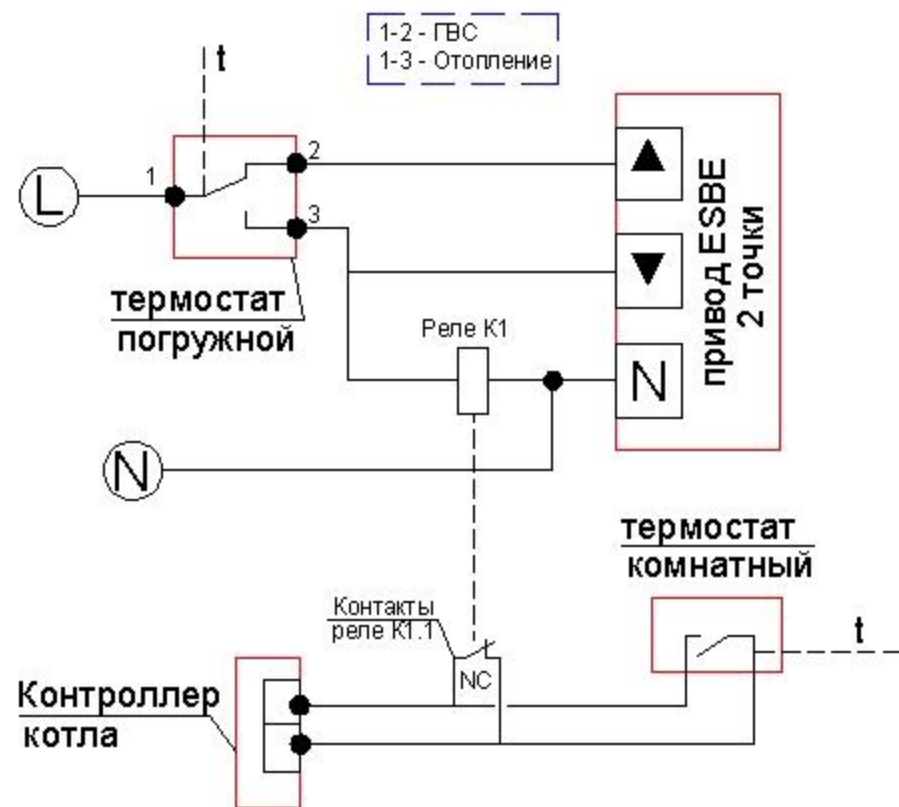 1-2 - ГВС
1-3 - Отопление
t
L
1
2
3
термостат
погружной
привод ESBE
2 точки
Реле К1
N
N
термостат
комнатный
Контакты
реле К1.1
NC
t
Контроллер
котла